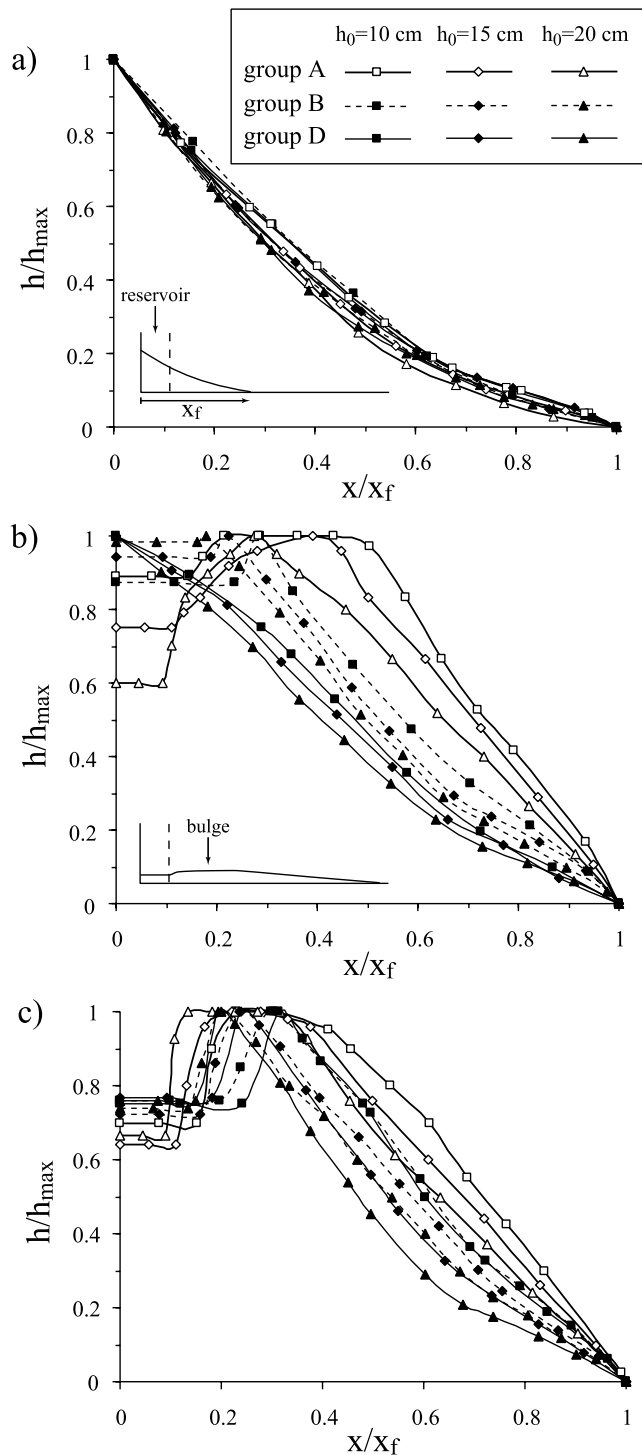 h₀=10 cm h₀=15 cm h₀=20 cm
group A
group B
group D
a)
1
0.8
0.6
0.4
0.2
0
h/hmax
reservoir
xf
0 0.2 0.4 0.6 0.8 1
x/xf
b)
1
0.8
0.6
0.4
0.2
0
h/hmax
bulge
0 0.2 0.4 0.6 0.8 1
x/xf
c)
1
0.8
0.6
0.4
0.2
0
h/hmax
0 0.2 0.4 0.6 0.8 1
x/xf